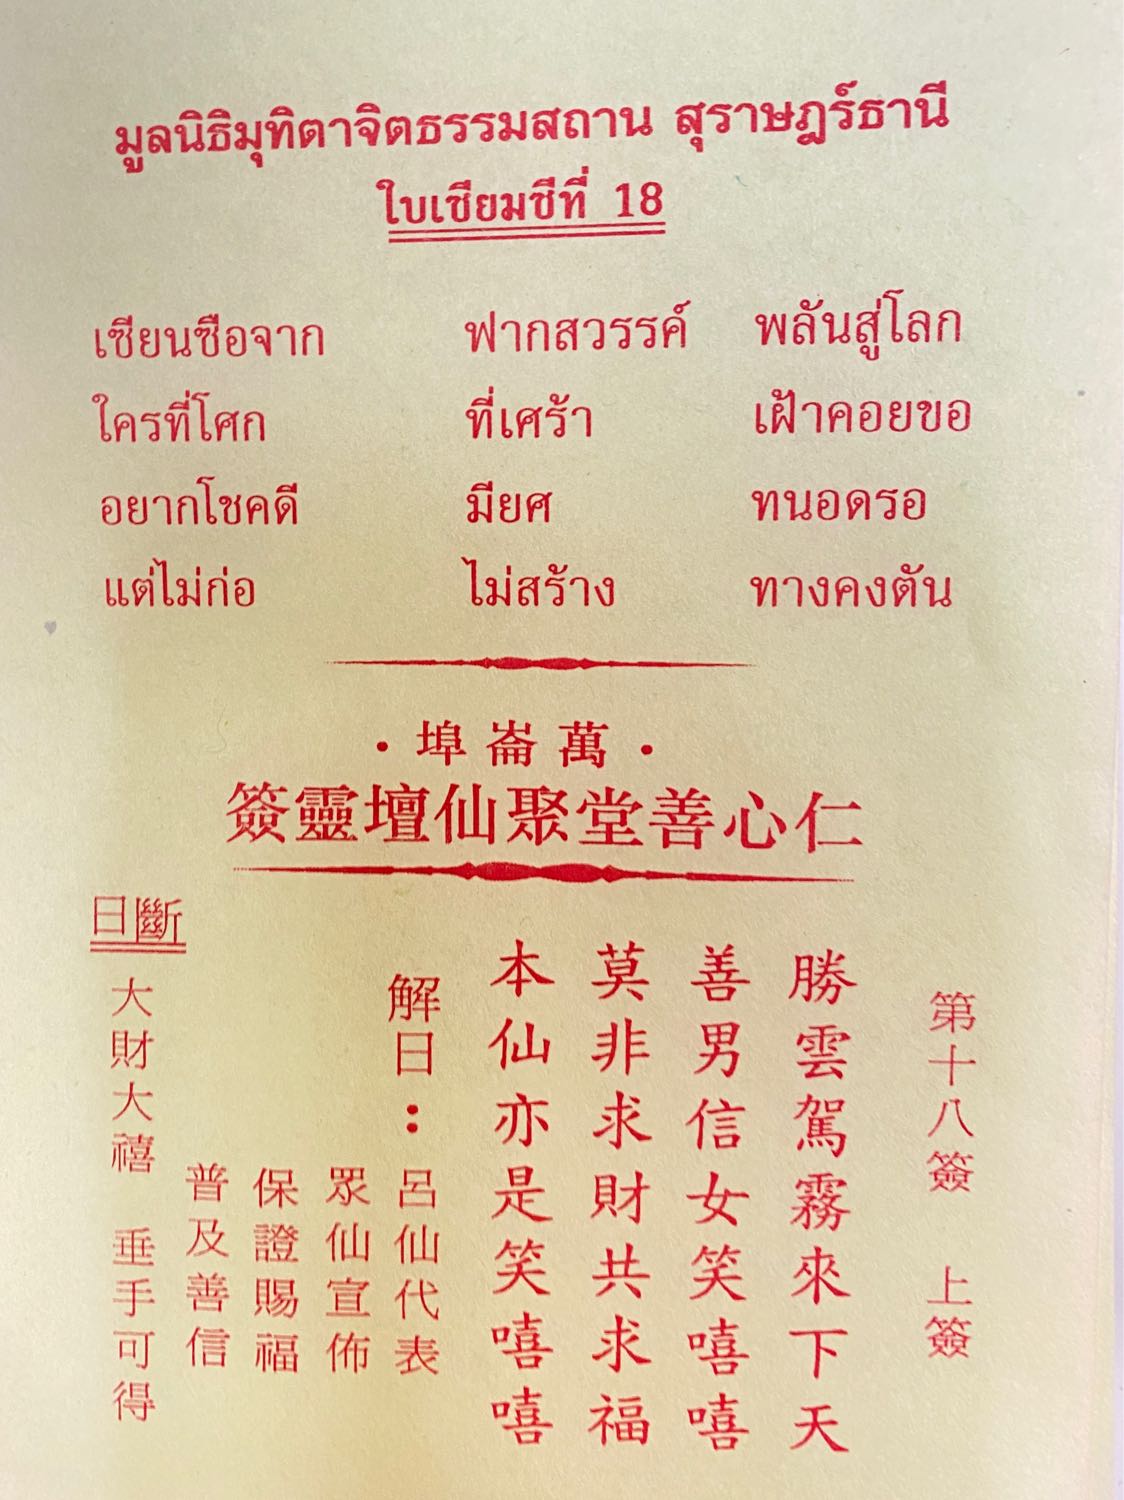 มูลนิธิมุทิตาจิตธรรมสถาน สุราษฎร์ธานี
ใบเซียมซีที่ 18
เซียนซือจาก ฟากสวรรค์ พลันสู่โลก
ใครที่โศก ที่เศร้า เฝ้าคอยขอ
อยากโชคดี มียศ ทนอดรอ
แต่ไม่ก่อ ไม่สร้าง ทางคงตัน
·埠崙萬·
簽靈壇仙聚堂善心仁
第十八簽 上簽
勝雲駕霧來下天
善男信女笑嘻嘻
莫非求財共求福
本仙亦是笑嘻嘻
解日：呂仙代表
眾仙宣佈
保證賜福
普及善信
日斷
大財大禧 垂手可得